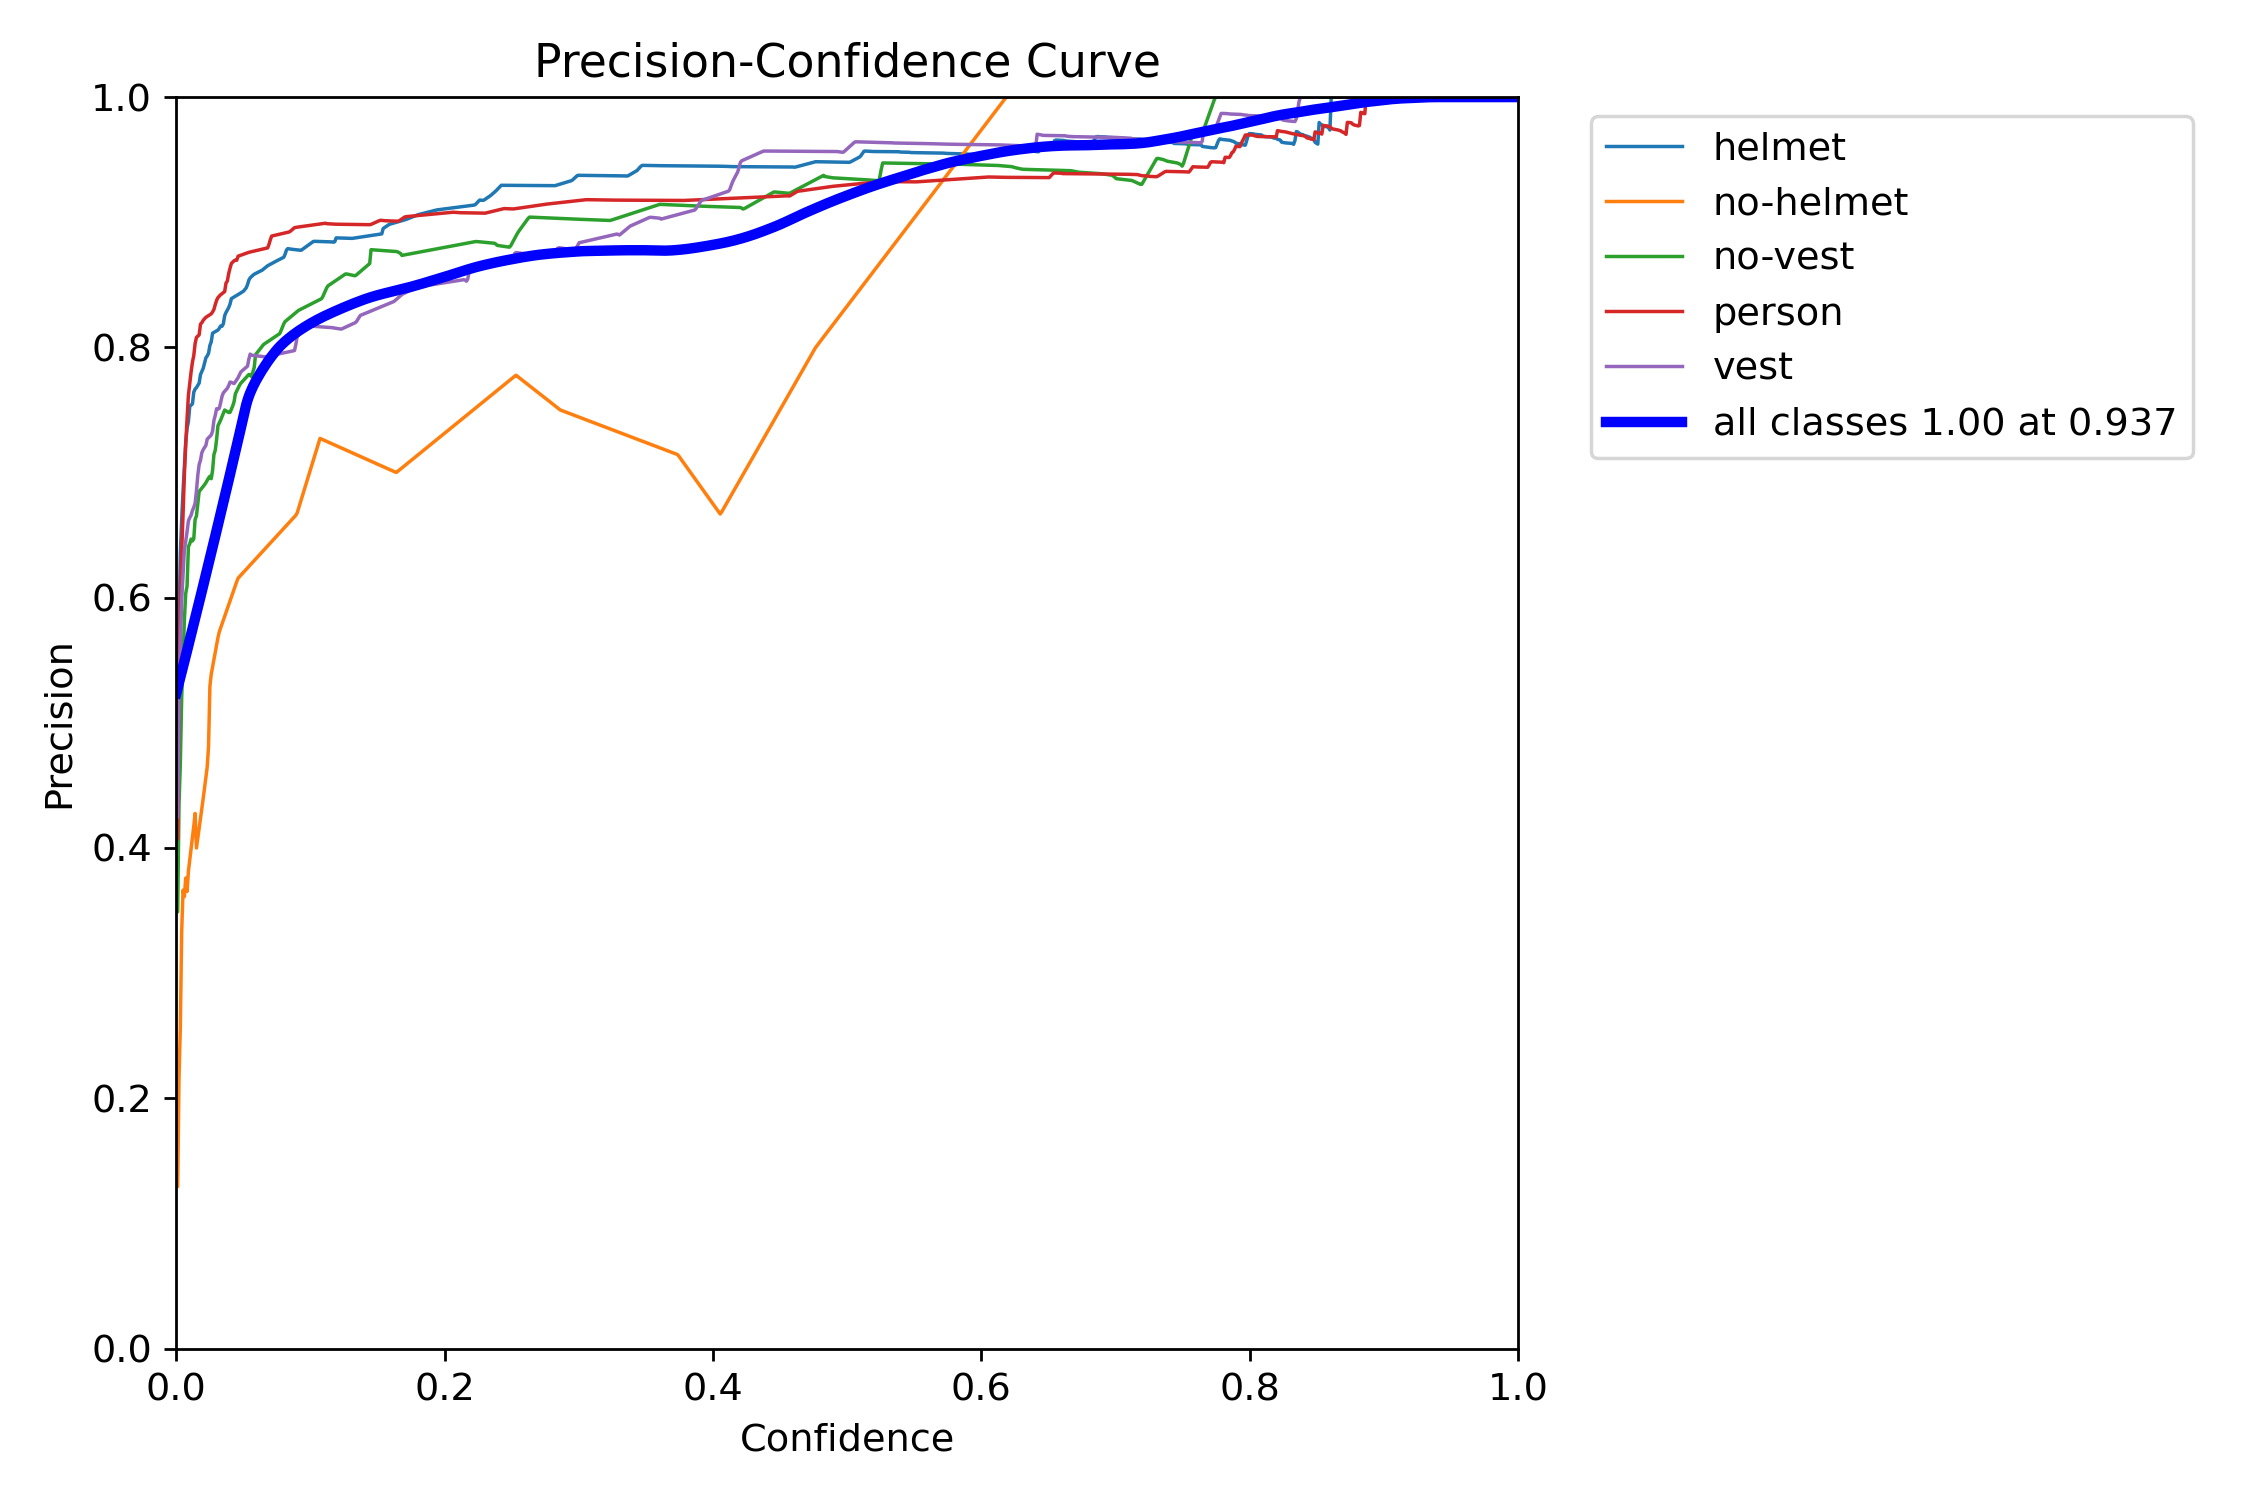 Precision-Confidence Curve
1.0
0.8
0.6
0.4
0.2
0.0
Precision
0.0 0.2 0.4 0.6 0.8 1.0
Confidence
helmet
no-helmet
no-vest
person
vest
all classes 1.00 at 0.937